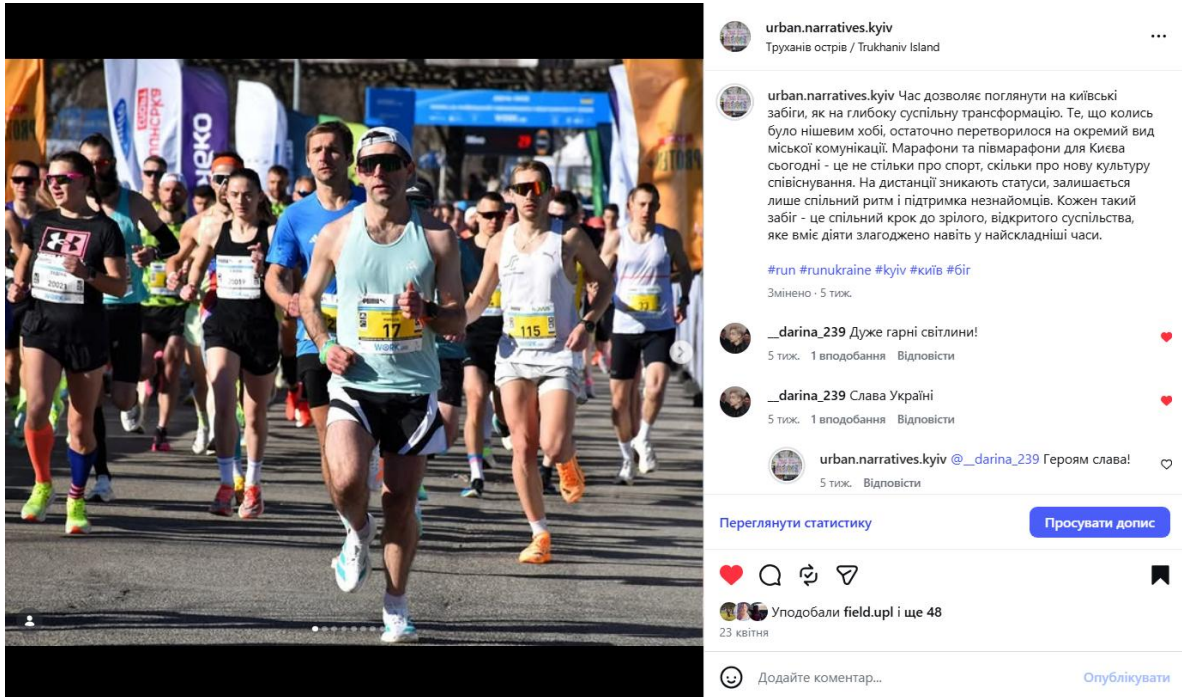 urban.narratives.kyiv
Труханів острів / Trukhaniv Island
urban.narratives.kyiv Час дозволяє поглянути на київські
забіги, як на глибоку суспільну трансформацію. Те, що колись
було нішевим хобі, остаточно перетворилося на окремий вид
міської комунікації. Марафони та півмарафони для Києва
сьогодні - це не стільки про спорт, скільки про нову культуру
співіснування. На дистанції зникають статуси, залишається
лише спільний ритм і підтримка незнайомців. Кожен такий
забіг - це спільний крок до зрілого, відкритого суспільства,
яке вміє діяти злагоджено навіть у найскладніші часи.
#run #runukraine #kyiv #київ #біг
Змінено · 5 тиж.
__darina_239 Дуже гарні світлини!
5 тиж. 1 вподобання Відповісти
__darina_239 Слава Україні
5 тиж. 1 вподобання Відповісти
urban.narratives.kyiv @__darina_239 Героям слава!
5 тиж. Відповісти
Переглянути статистику
Просувати допис
Уподобали field.upl і ще 48
23 квітня
Додайте коментар...
Опублікувати
20021
20019
17
115